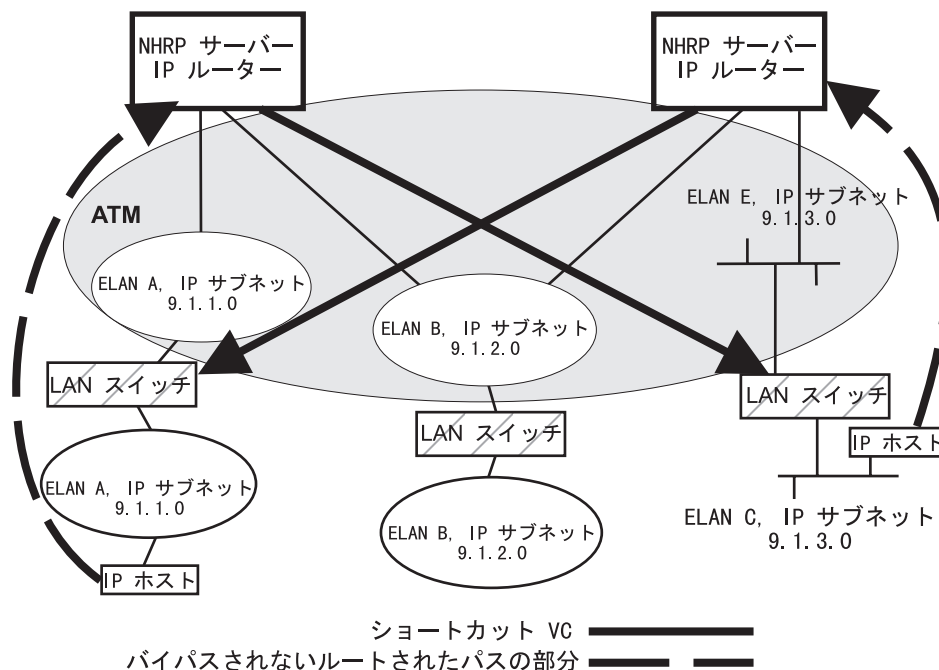 NHRP サーバー
IP ルーター
NHRP サーバー
IP ルーター
ATM
ELAN E, IP サブネット
9.1.3.0
ELAN A, IP サブネット
9.1.1.0
ELAN B, IP サブネット
9.1.2.0
LAN スイッチ
LAN スイッチ
LAN スイッチ
IP ホスト
ELAN A, IP サブネット
9.1.1.0
ELAN B, IP サブネット
9.1.2.0
ELAN C, IP サブネット
9.1.3.0
IP ホスト
ショートカット VC
バイパスされないルートされたパスの部分